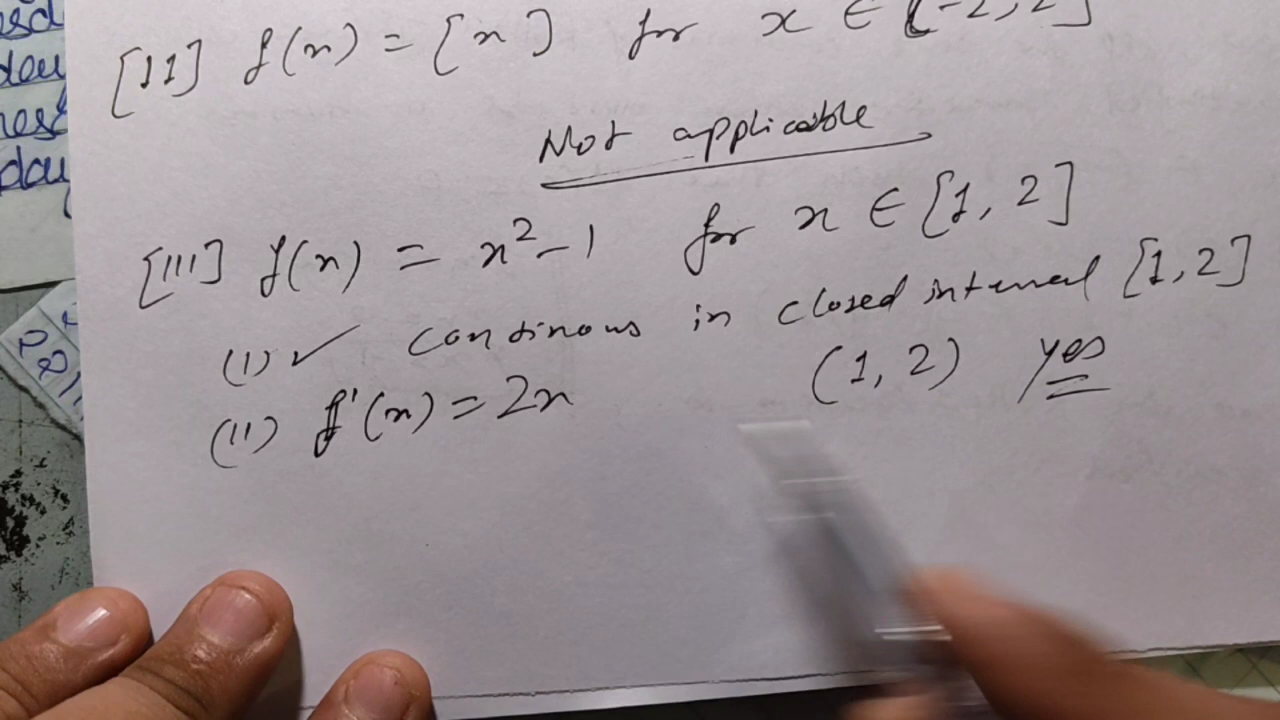 [II] f(x) = [x] for x ∈ [-2, 2]
Not applicable
[III] f(x) = x² - 1 for x ∈ [1, 2]
(I) ✓ continous in closed interval [1, 2]
(II) f'(x) = 2x (1, 2) yes